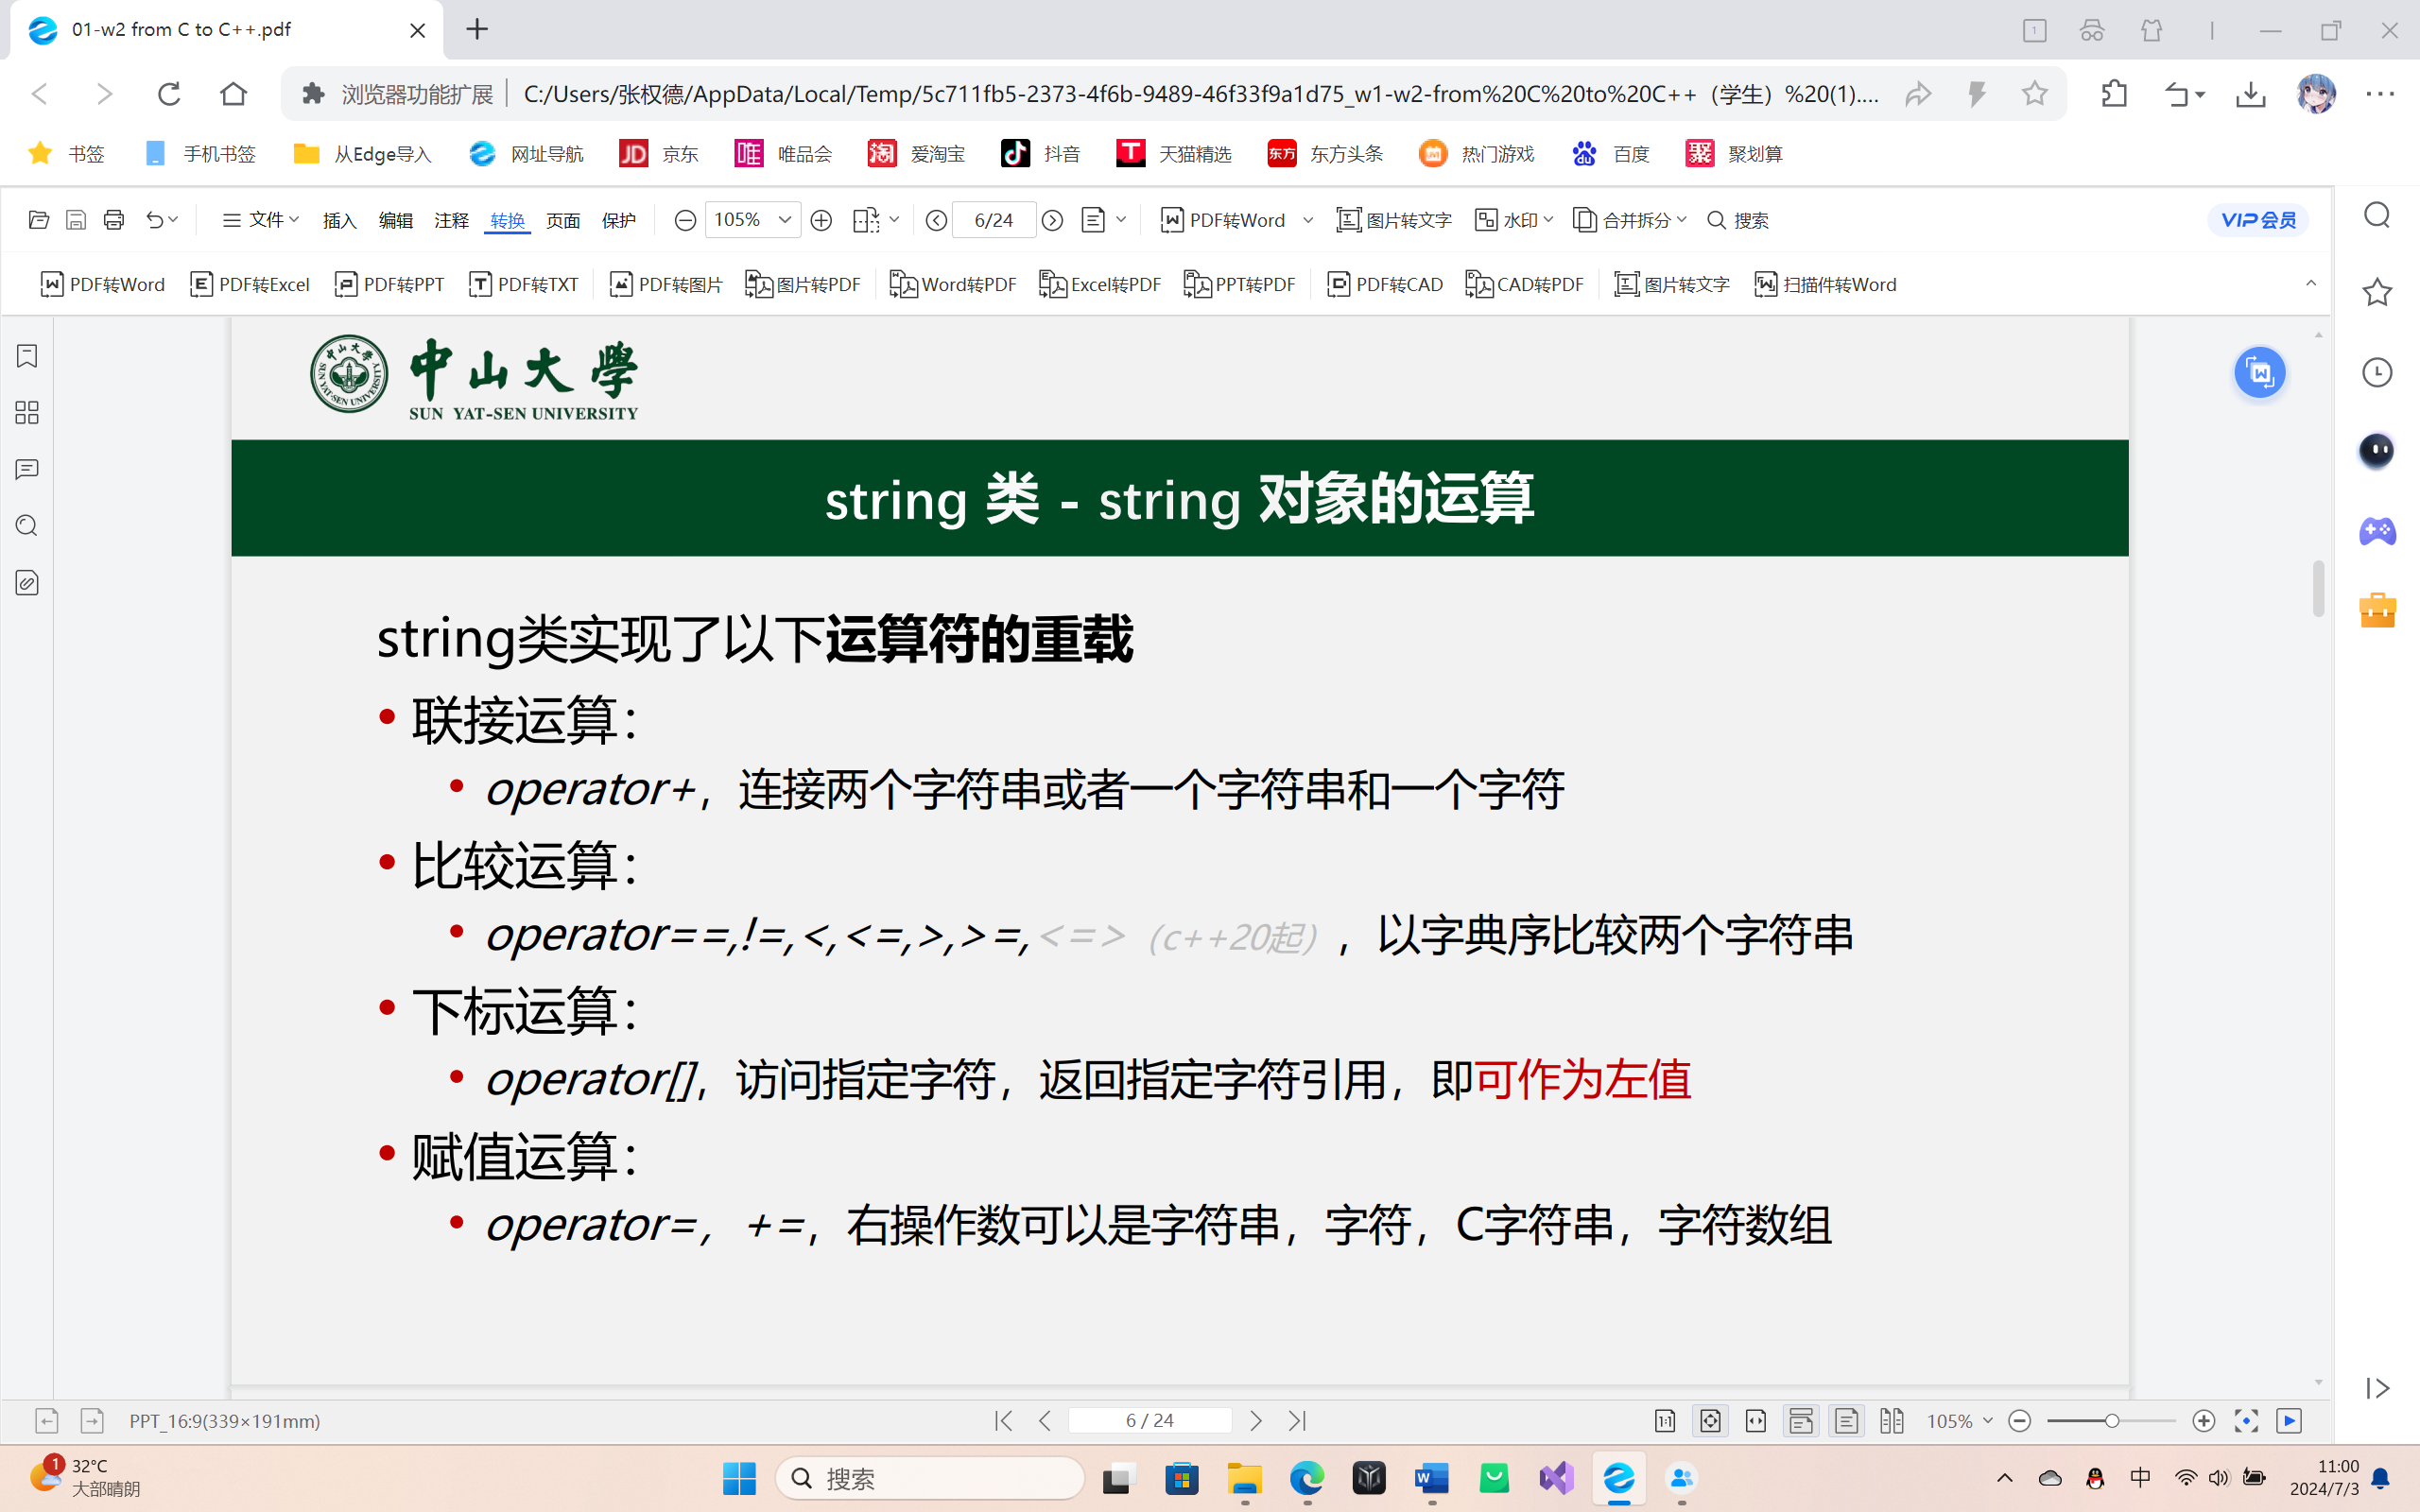 01-w2 from C to C++.pdf
浏览器功能扩展
C:/Users/张权德/AppData/Local/Temp/5c711fb5-2373-4f6b-9489-46f33f9a1d75_w1-w2-from%20C%20to%20C++（学生）%20(1)....
书签 手机书签 从Edge导入 网址导航 JD 京东 唯 唯品会 淘 爱淘宝 抖音 T 天猫精选 东方 东方头条 热门游戏 du 百度 聚 聚划算
文件 插入 编辑 注释 转换 页面 保护 105% 6/24 PDF转Word 图片转文字 水印 合并拆分 搜索 VIP会员
PDF转Word PDF转Excel PDF转PPT PDF转TXT PDF转图片 图片转PDF Word转PDF Excel转PDF PPT转PDF PDF转CAD CAD转PDF 图片转文字 扫描件转Word
中山大學
SUN YAT-SEN UNIVERSITY
string 类 - string 对象的运算
string类实现了以下运算符的重载
• 联接运算：
• operator+，连接两个字符串或者一个字符串和一个字符
• 比较运算：
• operator==,!=,<,<=,>,>=,<=>（c++20起），以字典序比较两个字符串
• 下标运算：
• operator[]，访问指定字符，返回指定字符引用，即可作为左值
• 赋值运算：
• operator=，+=，右操作数可以是字符串，字符，C字符串，字符数组
PPT_16:9(339×191mm) 6 / 24 1:1 105%
1 32°C
大部晴朗
搜索
中
11:00
2024/7/3